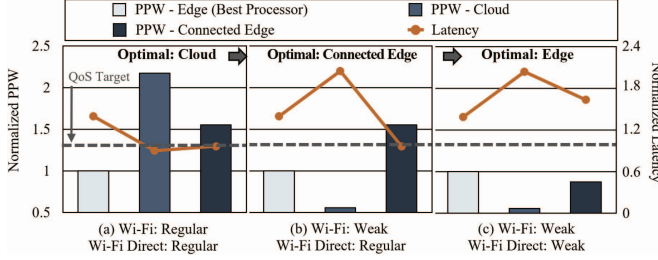 PPW - Edge (Best Processor)
PPW - Cloud
PPW - Connected Edge
Latency
2.5
2
1.5
1
0.5
Normalized PPW
QoS Target
Optimal: Cloud
Optimal: Connected Edge
Optimal: Edge
2.4
1.8
1.2
0.6
0
Normalized Latency
(a) Wi-Fi: Regular
Wi-Fi Direct: Regular
(b) Wi-Fi: Weak
Wi-Fi Direct: Regular
(c) Wi-Fi: Weak
Wi-Fi Direct: Weak